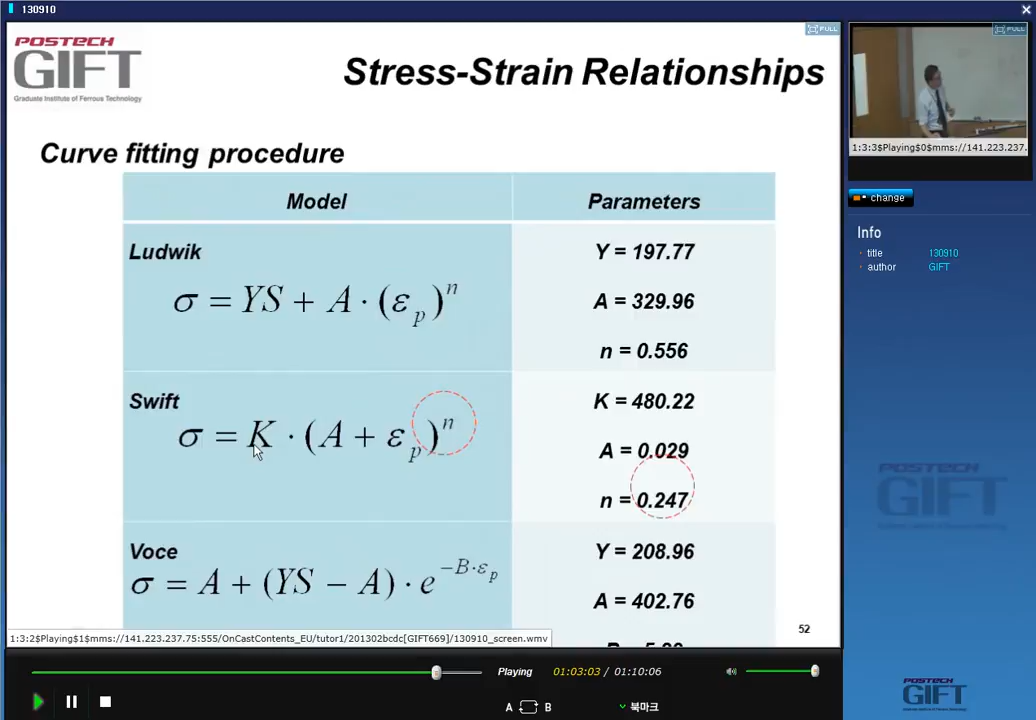 130910
POSTECH
GIFT
Graduate Institute of Ferrous Technology
FULL
Stress-Strain Relationships
Curve fitting procedure
Model
Parameters
Ludwik
σ = YS + A · (ε_p)^n
Y = 197.77
A = 329.96
n = 0.556
Swift
σ = K · (A + ε_p)^n
K = 480.22
A = 0.029
n = 0.247
Voce
σ = A + (YS − A) · e^{−B·ε_p}
Y = 208.96
A = 402.76
52
1:3:2$Playing$1$mms://141.223.237.75:555/OnCastContents_EU/tutor1/201302bcdc[GIFT669]/130910_screen.wmv
Playing
01:03:03 / 01:10:06
A B
북마크
FULL
1:3:3$Playing$0$mms://141.223.237.
change
Info
title 130910
author GIFT
POSTECH
GIFT
POSTECH
GIFT